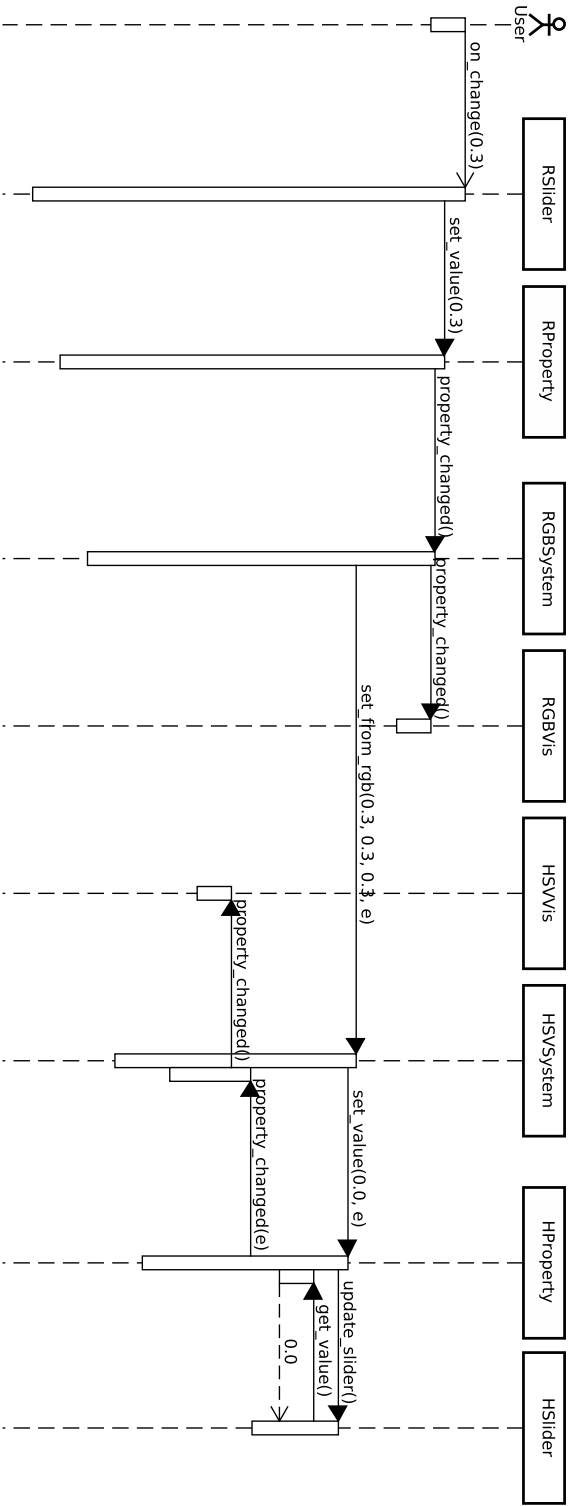 User
RSlider
RProperty
RGBSystem
RGBVis
HSVVis
HSVSystem
HProperty
HSlider
on_change(0.3)
set_value(0.3)
property_changed()
property_changed()
set_from_rgb(0.3, 0.3, 0.3, e)
set_value(0.0, e)
update_slider()
get_value()
0.0
property_changed(e)
property_changed()